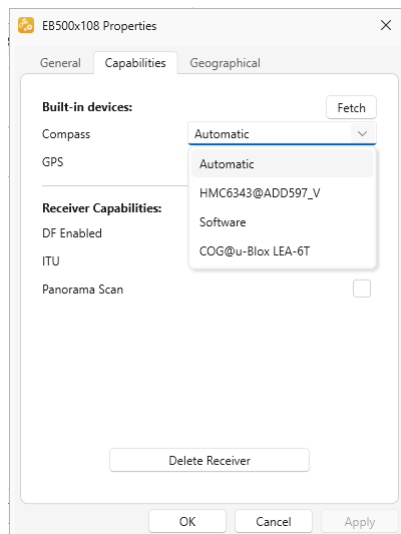 EB500x108 Properties
General Capabilities Geographical
Built-in devices: Fetch
Compass Automatic
GPS Automatic
HMC6343@ADD597_V
Receiver Capabilities: Software
DF Enabled
COG@u-Blox LEA-6T
ITU
Panorama Scan
Delete Receiver
OK Cancel Apply